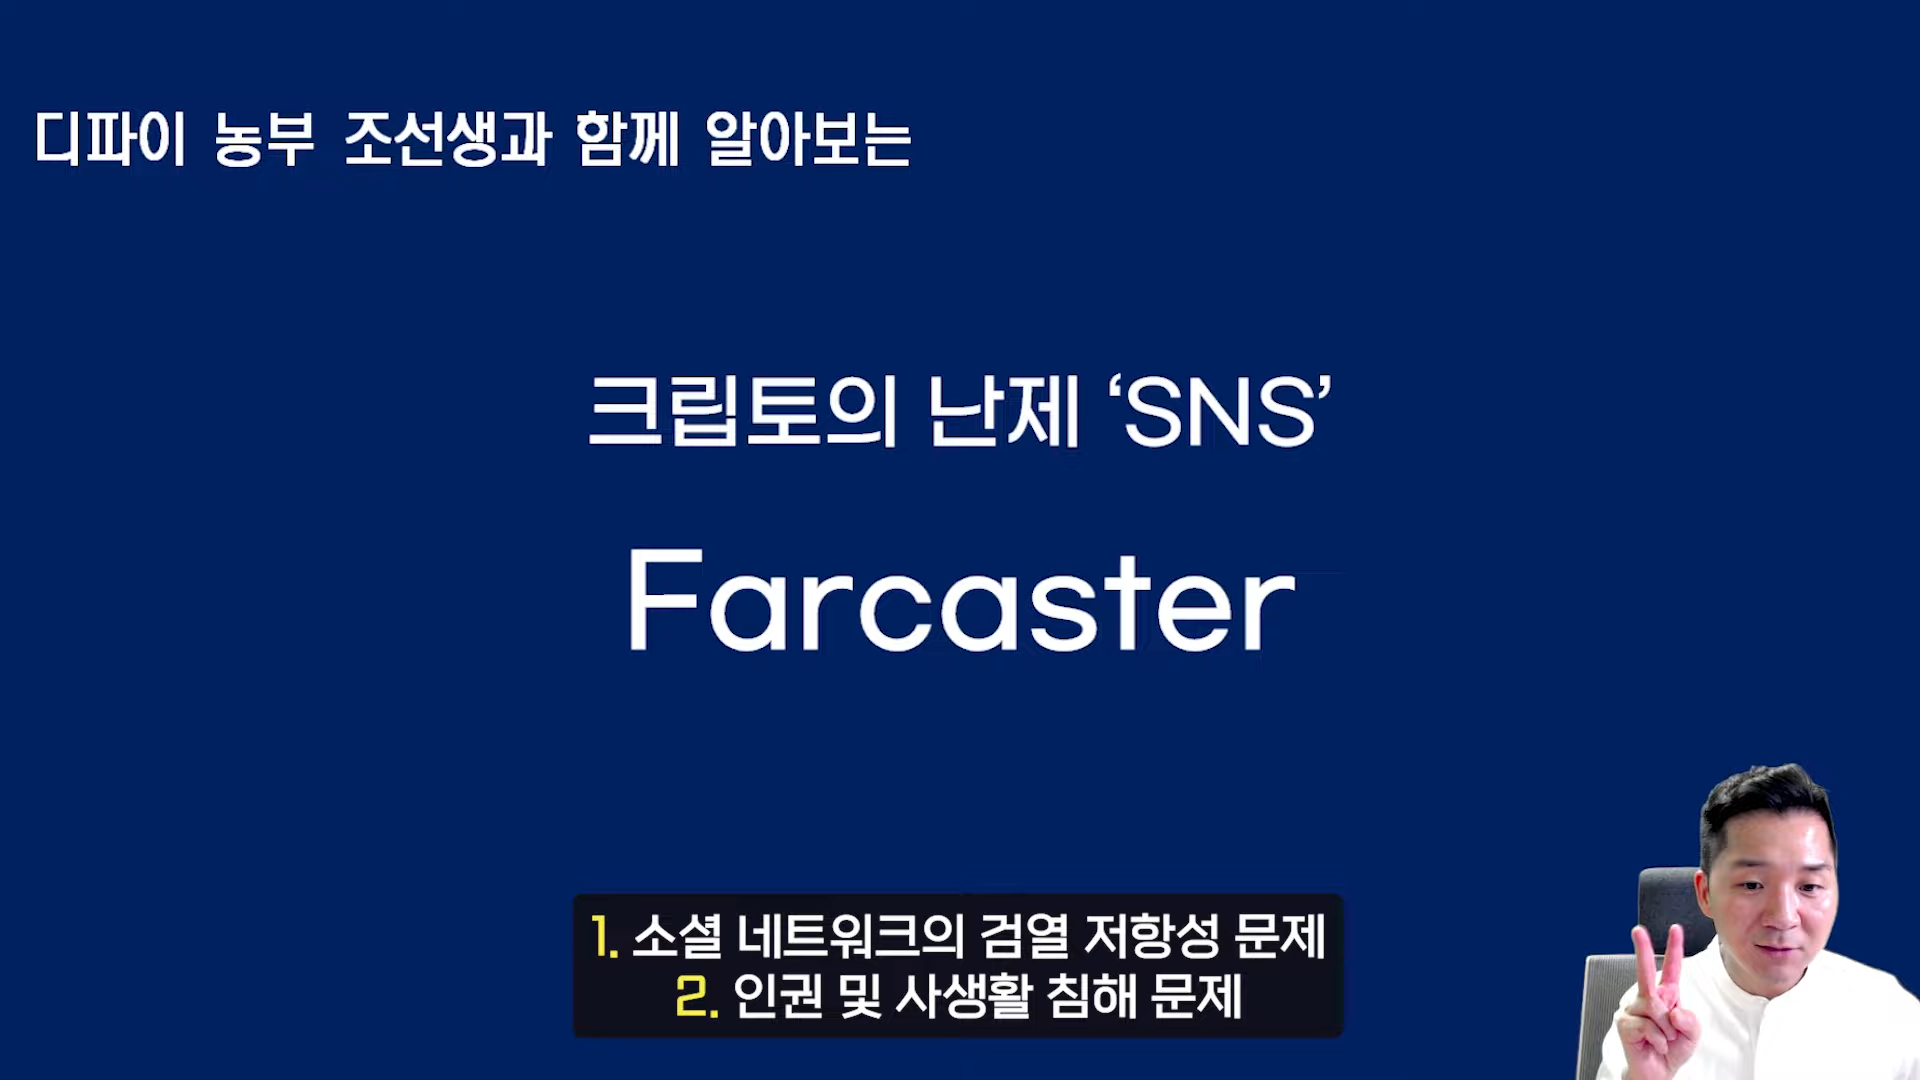 디파이 농부 조선생과 함께 알아보는
크립토의 난제 ‘SNS’
Farcaster
1. 소셜 네트워크의 검열 저항성 문제
2. 인권 및 사생활 침해 문제